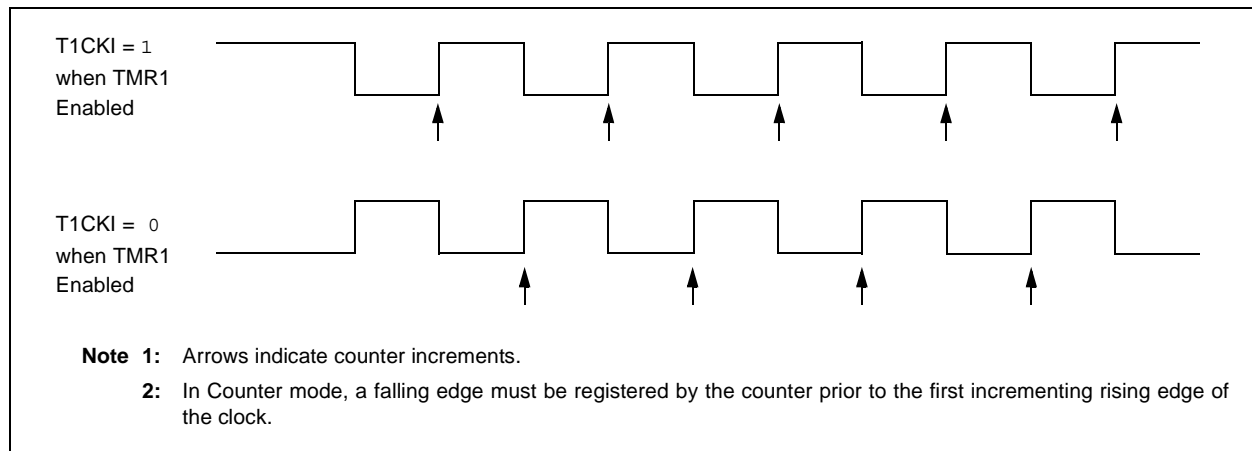 T1CKI = 1
when TMR1
Enabled
T1CKI = 0
when TMR1
Enabled
Note 1: Arrows indicate counter increments.
2: In Counter mode, a falling edge must be registered by the counter prior to the first incrementing rising edge of
the clock.